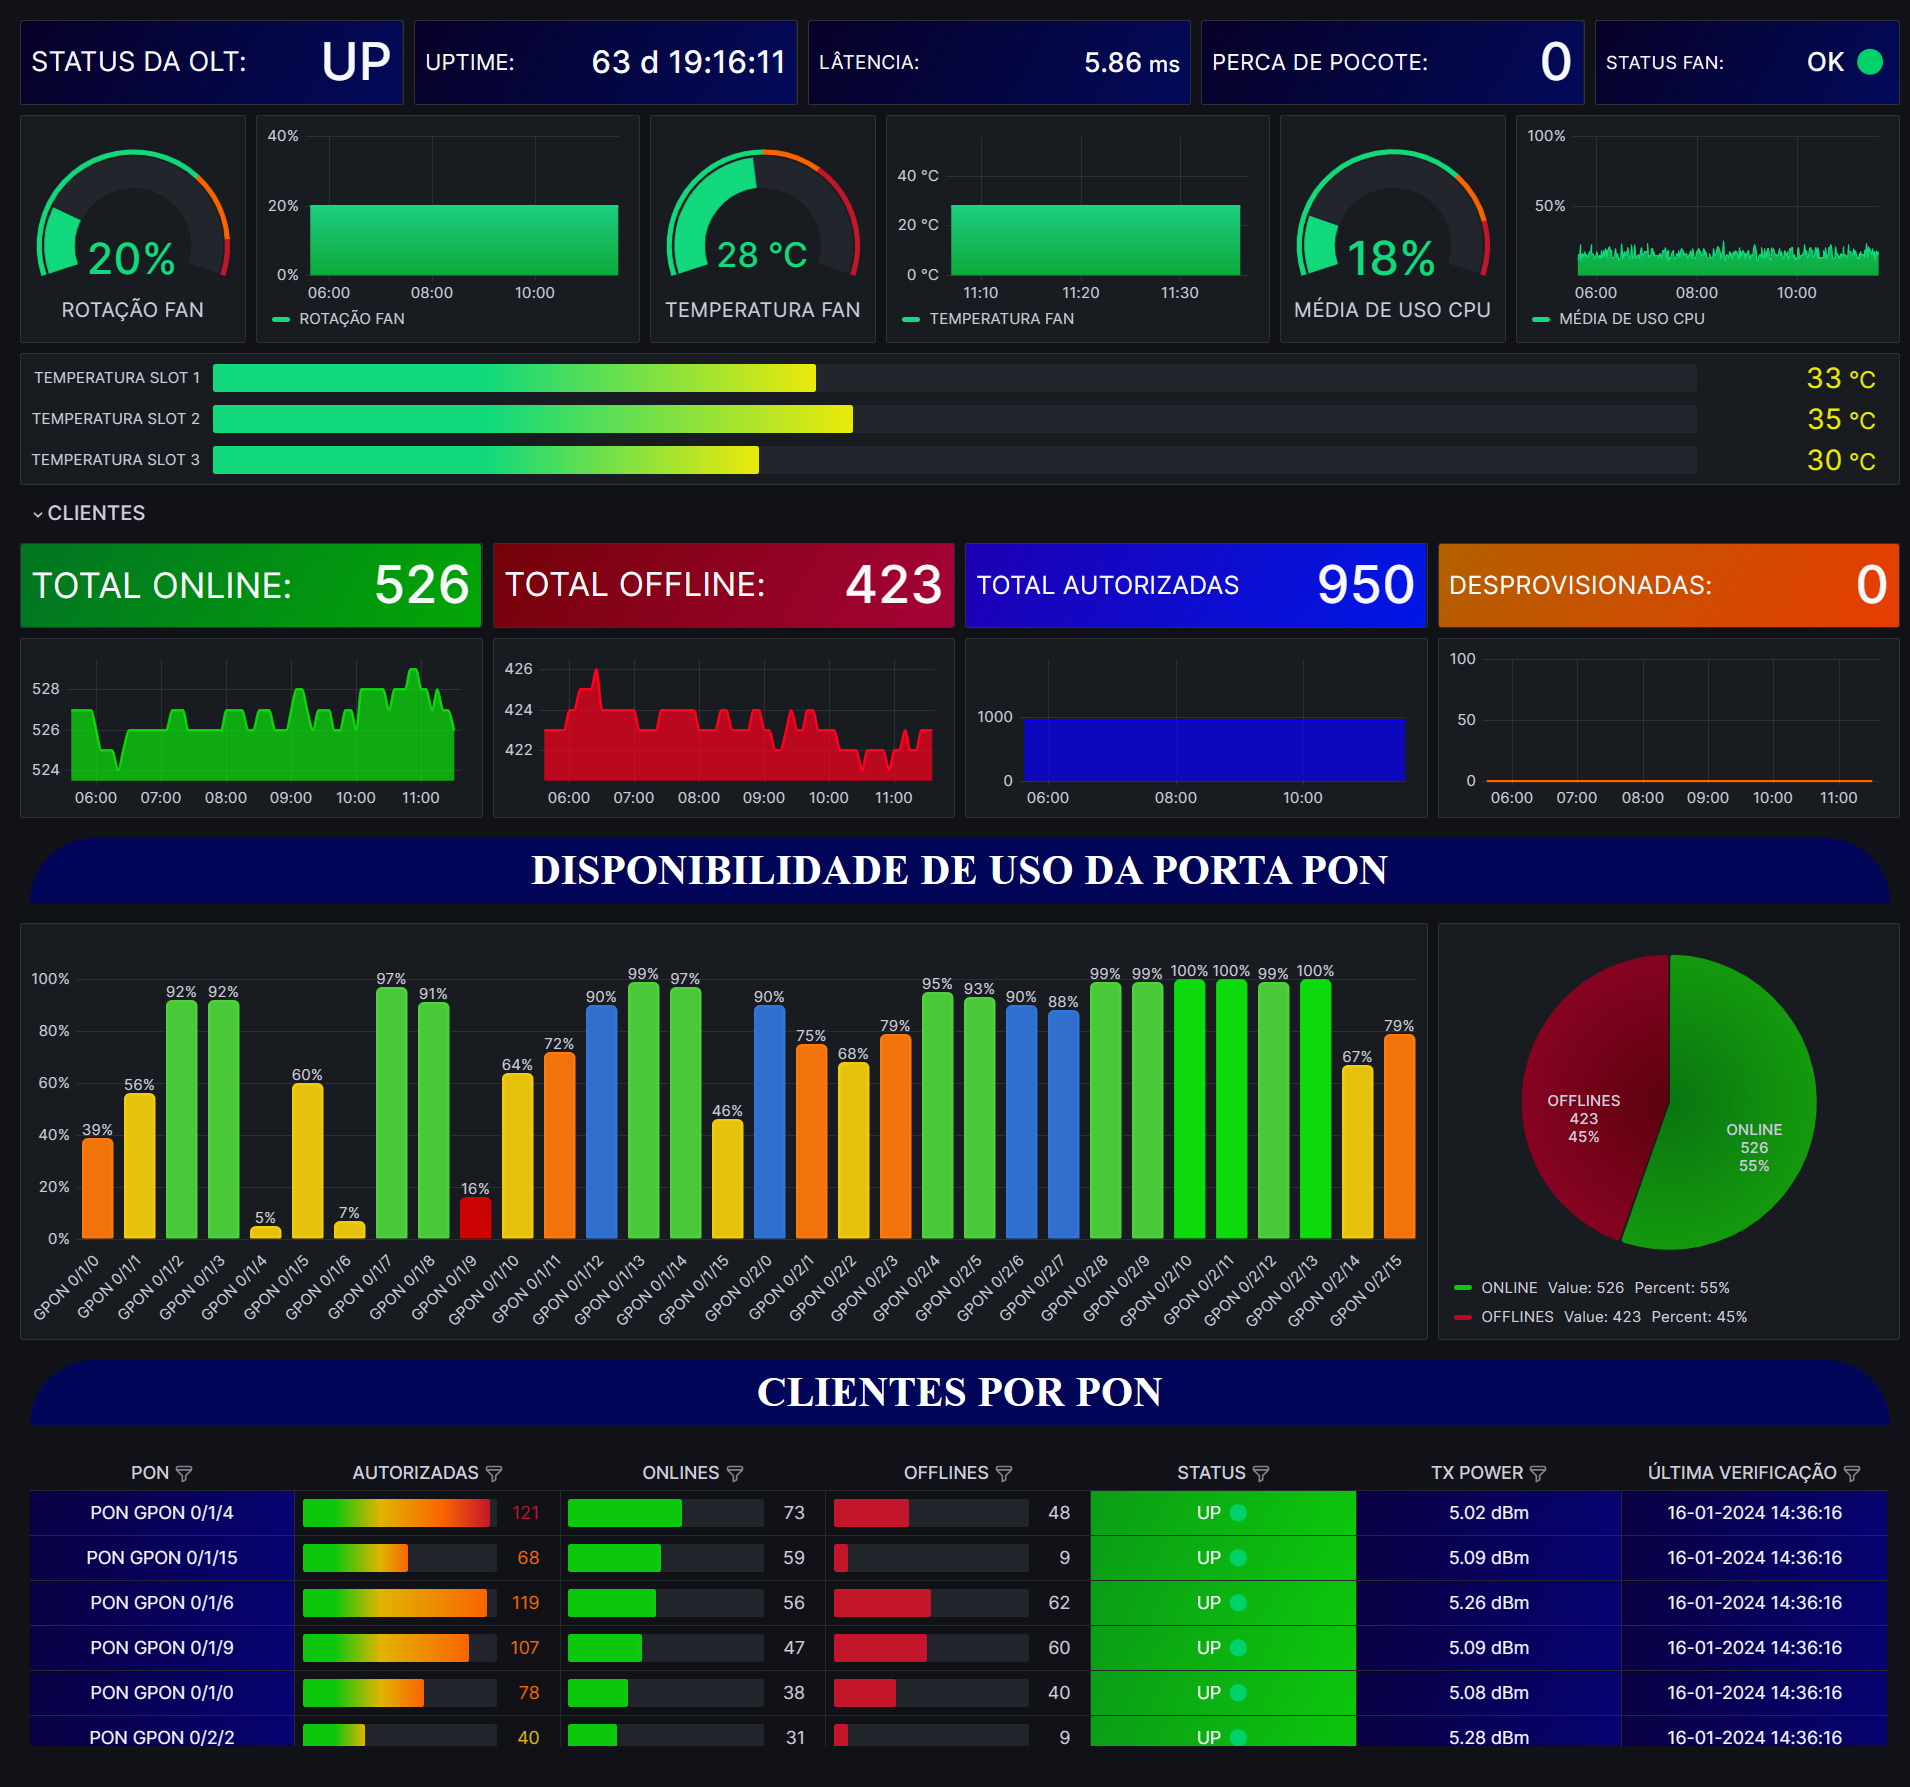 STATUS DA OLT: UP
UPTIME: 63 d 19:16:11
LÂTENCIA: 5.86 ms
PERCA DE POCOTE: 0
STATUS FAN: OK
20%
ROTAÇÃO FAN
40%
20%
0%
06:00 08:00 10:00
ROTAÇÃO FAN
28 °C
TEMPERATURA FAN
40 °C
20 °C
0 °C
11:10 11:20 11:30
TEMPERATURA FAN
18%
MÉDIA DE USO CPU
100%
50%
06:00 08:00 10:00
MÉDIA DE USO CPU
TEMPERATURA SLOT 1 33 °C
TEMPERATURA SLOT 2 35 °C
TEMPERATURA SLOT 3 30 °C
CLIENTES
TOTAL ONLINE: 526
TOTAL OFFLINE: 423
TOTAL AUTORIZADAS 950
DESPROVISIONADAS: 0
528
526
524
06:00 07:00 08:00 09:00 10:00 11:00
426
424
422
06:00 07:00 08:00 09:00 10:00 11:00
1000
0
06:00 08:00 10:00
100
50
0
06:00 07:00 08:00 09:00 10:00 11:00
DISPONIBILIDADE DE USO DA PORTA PON
100%
80%
60%
40%
20%
0%
39% 56% 92% 92% 5% 60% 7% 97% 91% 16% 64% 72% 90% 99% 97% 46% 90% 75% 68% 79% 95% 93% 90% 88% 99% 99% 100% 100% 99% 100% 67% 79%
GPON 0/1/0 GPON 0/1/1 GPON 0/1/2 GPON 0/1/3 GPON 0/1/4 GPON 0/1/5 GPON 0/1/6 GPON 0/1/7 GPON 0/1/8 GPON 0/1/9 GPON 0/1/10 GPON 0/1/11 GPON 0/1/12 GPON 0/1/13 GPON 0/1/14 GPON 0/1/15 GPON 0/2/0 GPON 0/2/1 GPON 0/2/2 GPON 0/2/3 GPON 0/2/4 GPON 0/2/5 GPON 0/2/6 GPON 0/2/7 GPON 0/2/8 GPON 0/2/9 GPON 0/2/10 GPON 0/2/11 GPON 0/2/12 GPON 0/2/13 GPON 0/2/14 GPON 0/2/15
OFFLINES
423
45%
ONLINE
526
55%
ONLINE Value: 526 Percent: 55%
OFFLINES Value: 423 Percent: 45%
CLIENTES POR PON
PON AUTORIZADAS ONLINES OFFLINES STATUS TX POWER ÚLTIMA VERIFICAÇÃO
PON GPON 0/1/4 121 73 48 UP 5.02 dBm 16-01-2024 14:36:16
PON GPON 0/1/15 68 59 9 UP 5.09 dBm 16-01-2024 14:36:16
PON GPON 0/1/6 119 56 62 UP 5.26 dBm 16-01-2024 14:36:16
PON GPON 0/1/9 107 47 60 UP 5.09 dBm 16-01-2024 14:36:16
PON GPON 0/1/0 78 38 40 UP 5.08 dBm 16-01-2024 14:36:16
PON GPON 0/2/2 40 31 9 UP 5.28 dBm 16-01-2024 14:36:16